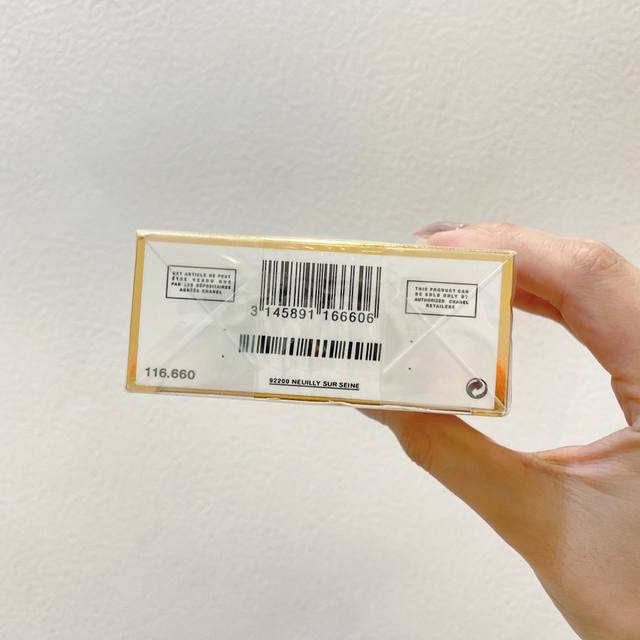 CET ARTICLE NE PEUT
ÊTRE VENDU QUE
PAR LES DÉPOSITAIRES
AGRÉÉS CHANEL
3 145891 166606
THIS PRODUCT CAN
BE SOLD ONLY BY
AUTHORIZED CHANEL
RETAILERS
116.660
92200 NEUILLY SUR SEINE